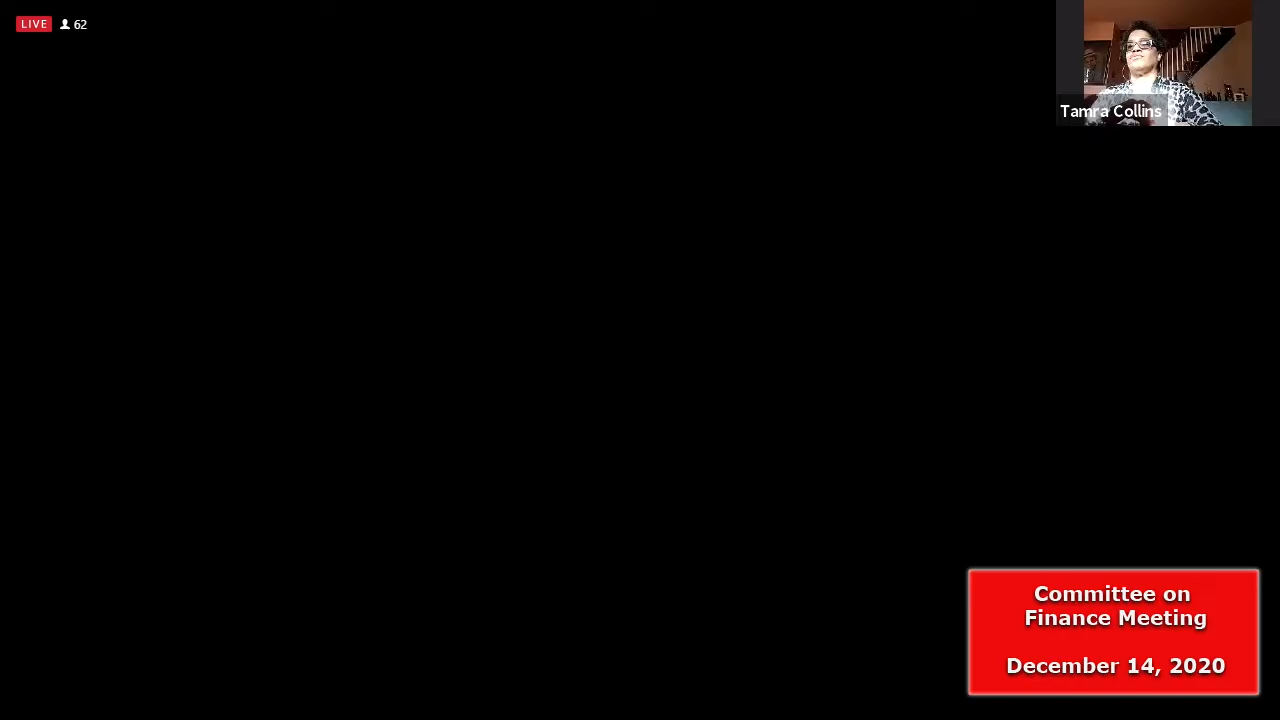 LIVE 62
Tamra Collins
Committee on
Finance Meeting
December 14, 2020